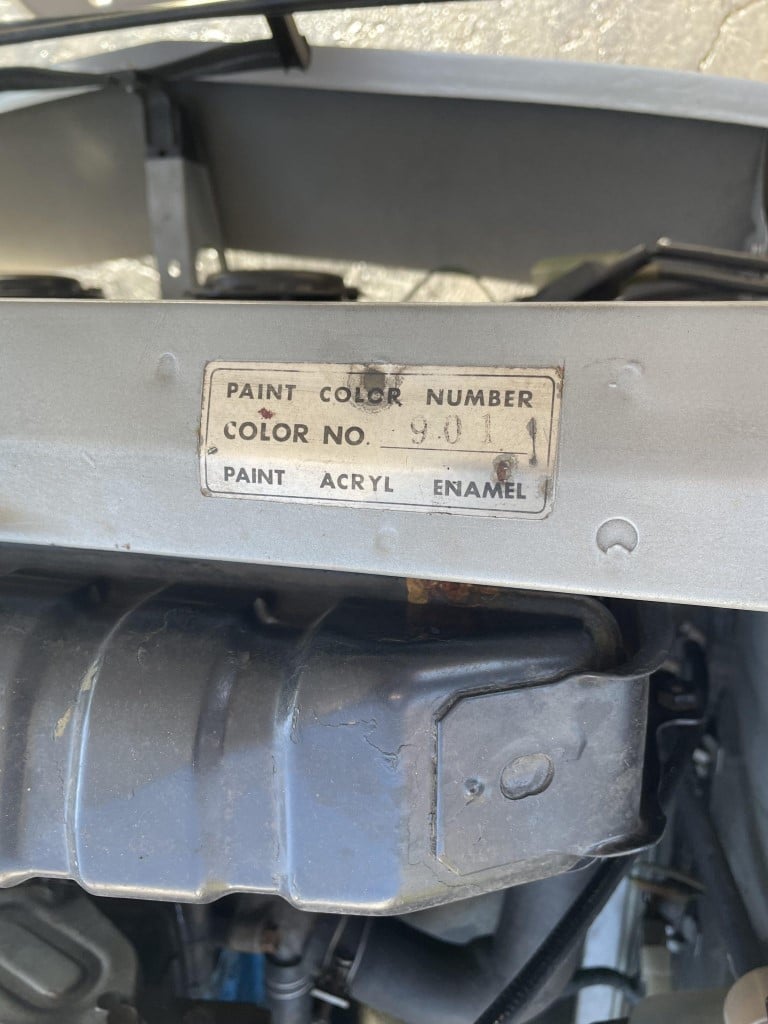 PAINT COLOR NUMBER
COLOR NO. 901
PAINT ACRYL ENAMEL